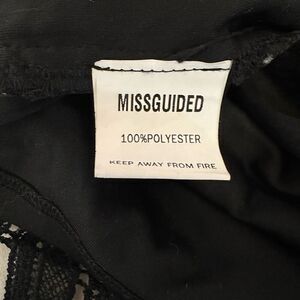 MISSGUIDED
100%POLYESTER
KEEP AWAY FROM FIRE